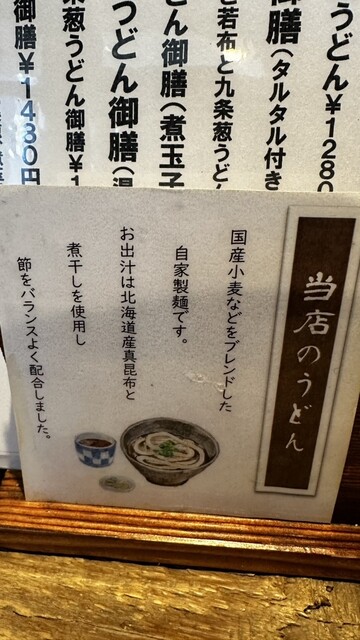 うどん¥1280
御膳(タルタル付き
若布と九条葱うどん
どん御膳(煮玉子
つどん御膳(温
葱うどん御膳¥1
御膳¥1480円
当店のうどん
国産小麦などをブレンドした
自家製麺です。
お出汁は北海道産真昆布と
煮干しを使用し
節をバランスよく配合しました。